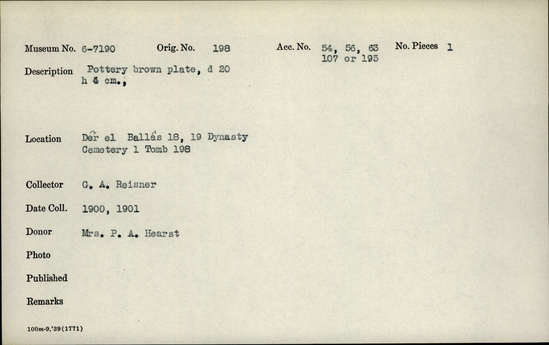 Museum No. 6-7190 Orig. No. 198 Acc. No. 54, 56, 63 No. Pieces 1
107 or 195
Description Pottery brown plate, d 20
h 4 cm.,
Location Dér el Ballás 18, 19 Dynasty
Cemetery 1 Tomb 198
Collector G. A. Reisner
Date Coll. 1900, 1901
Donor Mrs. P. A. Hearst
Photo
Published
Remarks
100m-9,'39(1771)